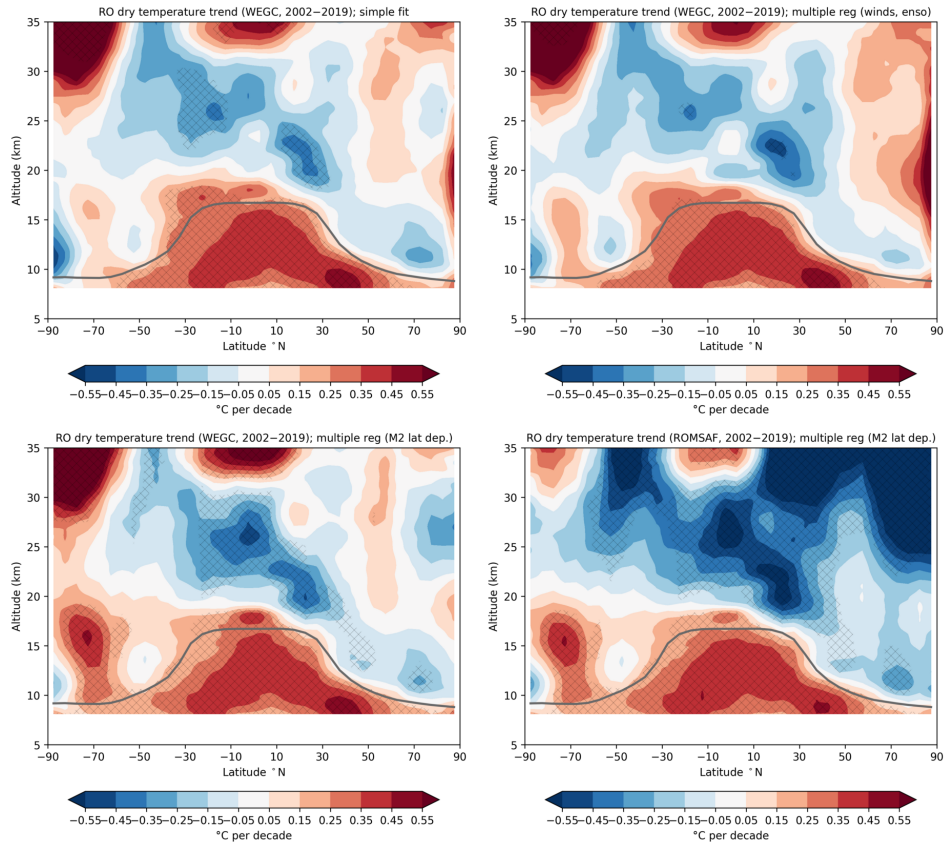 RO dry temperature trend (WEGC, 2002−2019); simple fit
35
30
25
20
15
10
5
Altitude (km)
−90 −70 −50 −30 −10 10 30 50 70 90
Latitude °N
−0.55−0.45−0.35−0.25−0.15−0.05 0.05 0.15 0.25 0.35 0.45 0.55
°C per decade
RO dry temperature trend (WEGC, 2002−2019); multiple reg (winds, enso)
35
30
25
20
15
10
5
Altitude (km)
−90 −70 −50 −30 −10 10 30 50 70 90
Latitude °N
−0.55−0.45−0.35−0.25−0.15−0.05 0.05 0.15 0.25 0.35 0.45 0.55
°C per decade
RO dry temperature trend (WEGC, 2002−2019); multiple reg (M2 lat dep.)
35
30
25
20
15
10
5
Altitude (km)
−90 −70 −50 −30 −10 10 30 50 70 90
Latitude °N
−0.55−0.45−0.35−0.25−0.15−0.05 0.05 0.15 0.25 0.35 0.45 0.55
°C per decade
RO dry temperature trend (ROMSAF, 2002−2019); multiple reg (M2 lat dep.)
35
30
25
20
15
10
5
Altitude (km)
−90 −70 −50 −30 −10 10 30 50 70 90
Latitude °N
−0.55−0.45−0.35−0.25−0.15−0.05 0.05 0.15 0.25 0.35 0.45 0.55
°C per decade